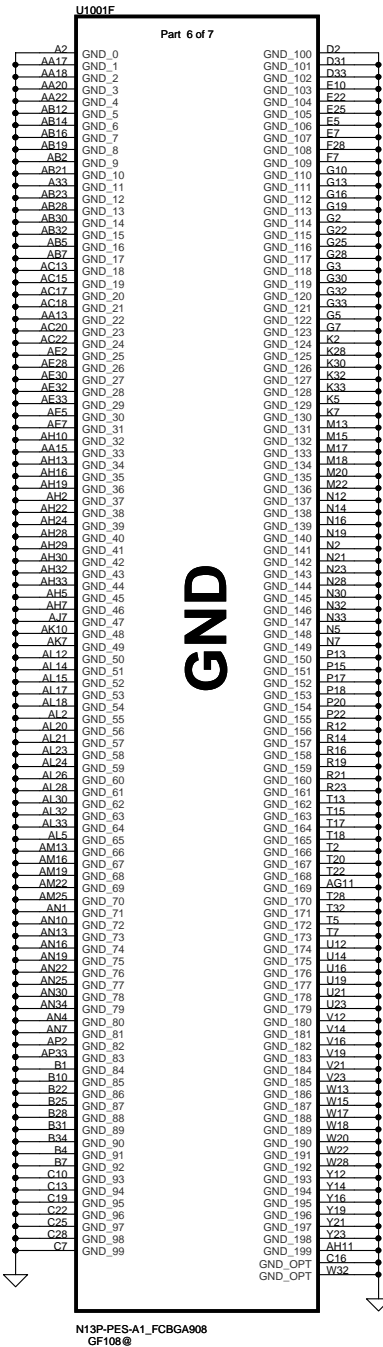 U1001F
Part 6 of 7
A2 GND_0 GND_100 D2
AA17 GND_1 GND_101 D31
AA18 GND_2 GND_102 D33
AA20 GND_3 GND_103 E10
AA22 GND_4 GND_104 E22
AB12 GND_5 GND_105 E25
AB14 GND_6 GND_106 E5
AB16 GND_7 GND_107 E7
AB19 GND_8 GND_108 F28
AB2 GND_9 GND_109 F7
AB21 GND_10 GND_110 G10
A33 GND_11 GND_111 G13
AB23 GND_12 GND_112 G16
AB28 GND_13 GND_113 G19
AB30 GND_14 GND_114 G2
AB32 GND_15 GND_115 G22
AB5 GND_16 GND_116 G25
AB7 GND_17 GND_117 G28
AC13 GND_18 GND_118 G3
AC15 GND_19 GND_119 G30
AC17 GND_20 GND_120 G32
AC18 GND_21 GND_121 G33
AA13 GND_22 GND_122 G5
AC20 GND_23 GND_123 G7
AC22 GND_24 GND_124 K2
AE2 GND_25 GND_125 K28
AE28 GND_26 GND_126 K30
AE30 GND_27 GND_127 K32
AE32 GND_28 GND_128 K33
AE33 GND_29 GND_129 K5
AE5 GND_30 GND_130 K7
AE7 GND_31 GND_131 M13
AH10 GND_32 GND_132 M15
AA15 GND_33 GND_133 M17
AH13 GND_34 GND_134 M18
AH16 GND_35 GND_135 M20
AH19 GND_36 GND_136 M22
AH2 GND_37 GND_137 N12
AH22 GND_38 GND_138 N14
AH24 GND_39 GND_139 N16
AH28 GND_40 GND_140 N19
AH29 GND_41 GND_141 N2
AH30 GND_42 GND_142 N21
AH32 GND_43 GND_143 N23
AH33 GND_44 GND_144 N28
AH5 GND_45 GND_145 N30
AH7 GND_46 GND_146 N32
AJ7 GND_47 GND_147 N33
AK10 GND_48 GND_148 N5
AK7 GND_49 GND_149 N7
AL12 GND_50 GND_150 P13
AL14 GND_51 GND_151 P15
AL15 GND_52 GND_152 P17
AL17 GND_53 GND_153 P18
AL18 GND_54 GND_154 P20
AL2 GND_55 GND_155 P22
AL20 GND_56 GND_156 R12
AL21 GND_57 GND_157 R14
AL23 GND_58 GND_158 R16
AL24 GND_59 GND_159 R19
AL26 GND_60 GND_160 R21
AL28 GND_61 GND_161 R23
AL30 GND_62 GND_162 T13
AL32 GND_63 GND_163 T15
AL33 GND_64 GND_164 T17
AL5 GND_65 GND_165 T18
AM13 GND_66 GND_166 T2
AM16 GND_67 GND_167 T20
AM19 GND_68 GND_168 T22
AM22 GND_69 GND_169 AG11
AM25 GND_70 GND_170 T28
AN1 GND_71 GND_171 T32
AN10 GND_72 GND_172 T5
AN13 GND_73 GND_173 T7
AN16 GND_74 GND_174 U12
AN19 GND_75 GND_175 U14
AN22 GND_76 GND_176 U16
AN25 GND_77 GND_177 U19
AN30 GND_78 GND_178 U21
AN34 GND_79 GND_179 U23
AN4 GND_80 GND_180 V12
AN7 GND_81 GND_181 V14
AP2 GND_82 GND_182 V16
AP33 GND_83 GND_183 V19
B1 GND_84 GND_184 V21
B10 GND_85 GND_185 V23
B22 GND_86 GND_186 W13
B25 GND_87 GND_187 W15
B28 GND_88 GND_188 W17
B31 GND_89 GND_189 W18
B34 GND_90 GND_190 W20
B4 GND_91 GND_191 W22
B7 GND_92 GND_192 W28
C10 GND_93 GND_193 Y12
C13 GND_94 GND_194 Y14
C19 GND_95 GND_195 Y16
C22 GND_96 GND_196 Y19
C25 GND_97 GND_197 Y21
C28 GND_98 GND_198 Y23
C7 GND_99 GND_199 AH11
GND_OPT C16
GND_OPT W32
GND
N13P-PES-A1_FCBGA908
GF108@